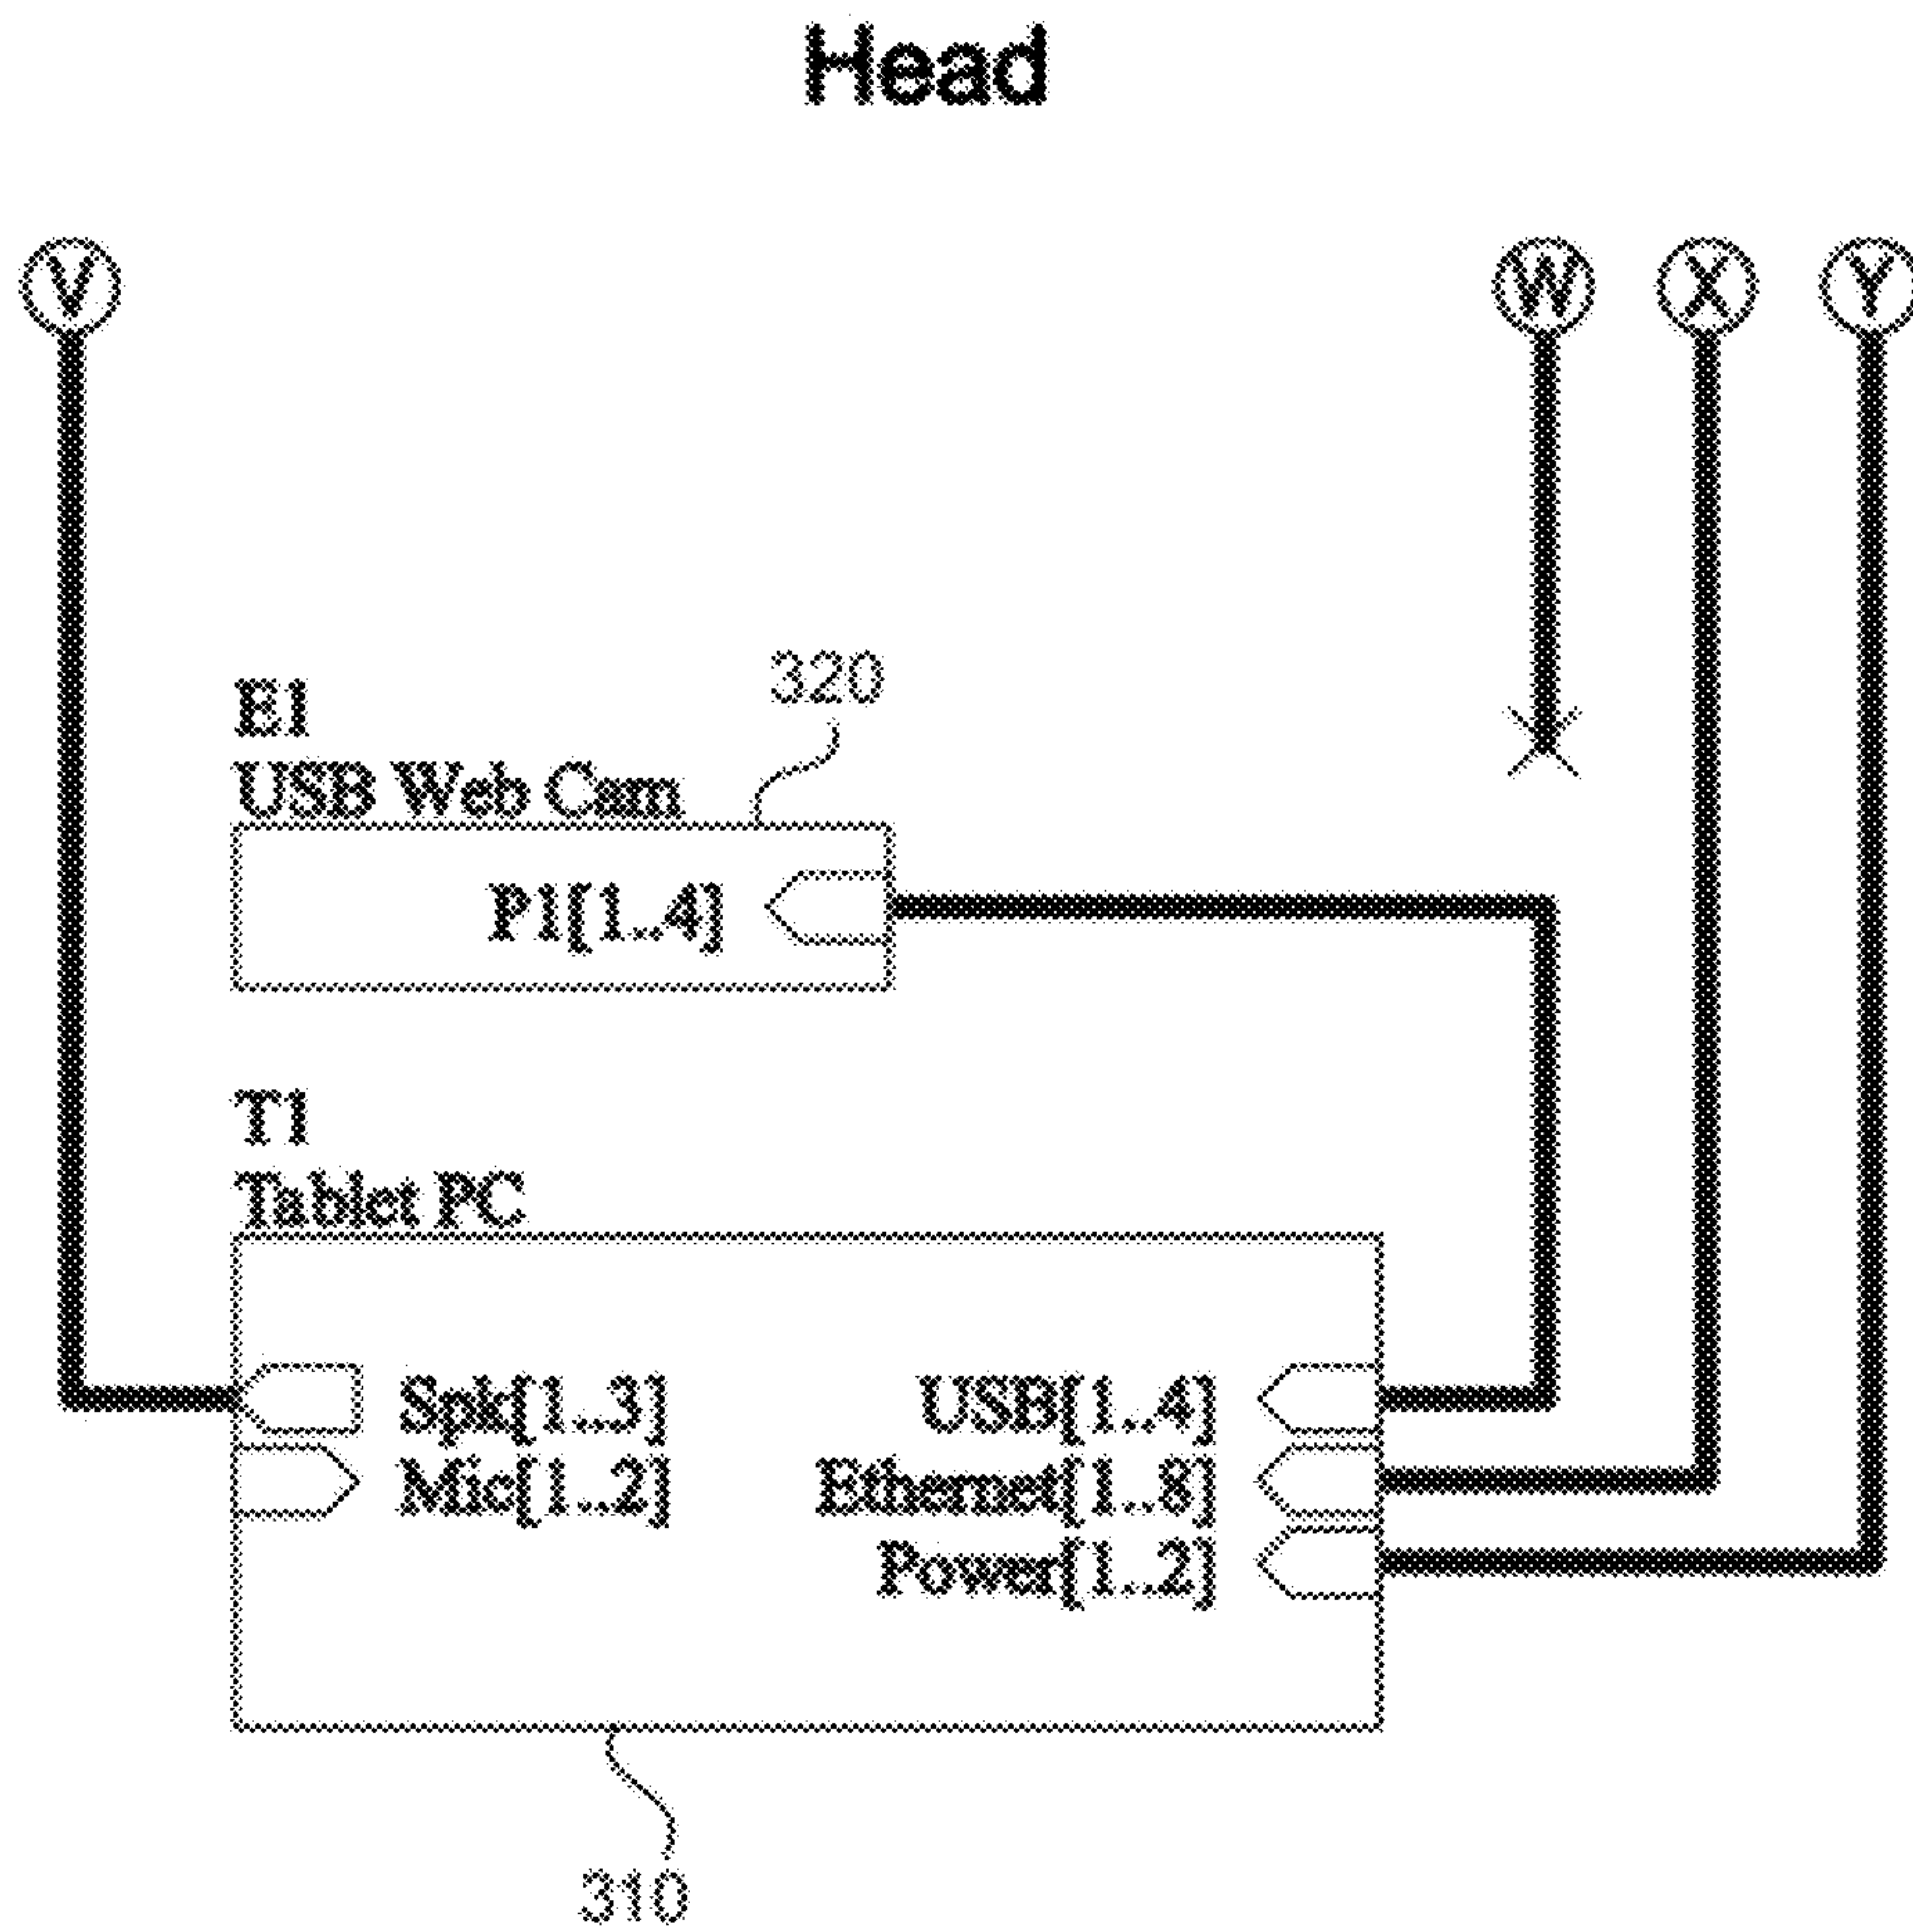 Head
V W X Y
320
E1
USB Web Cam
P1[1..4]
T1
Tablet PC
Spk[1..3] USB[1..4]
Mic[1..2] Ethernet[1..8]
Power[1..2]
310